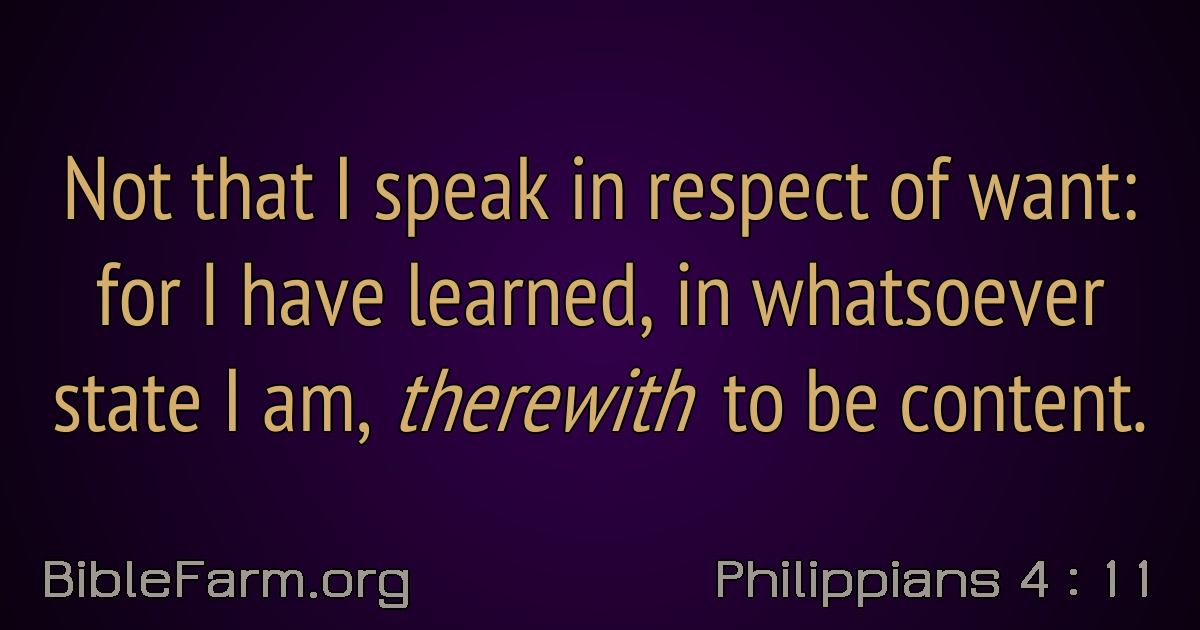 Not that I speak in respect of want:
for I have learned, in whatsoever
state I am, therewith to be content.
BibleFarm.org
Philippians 4 : 11